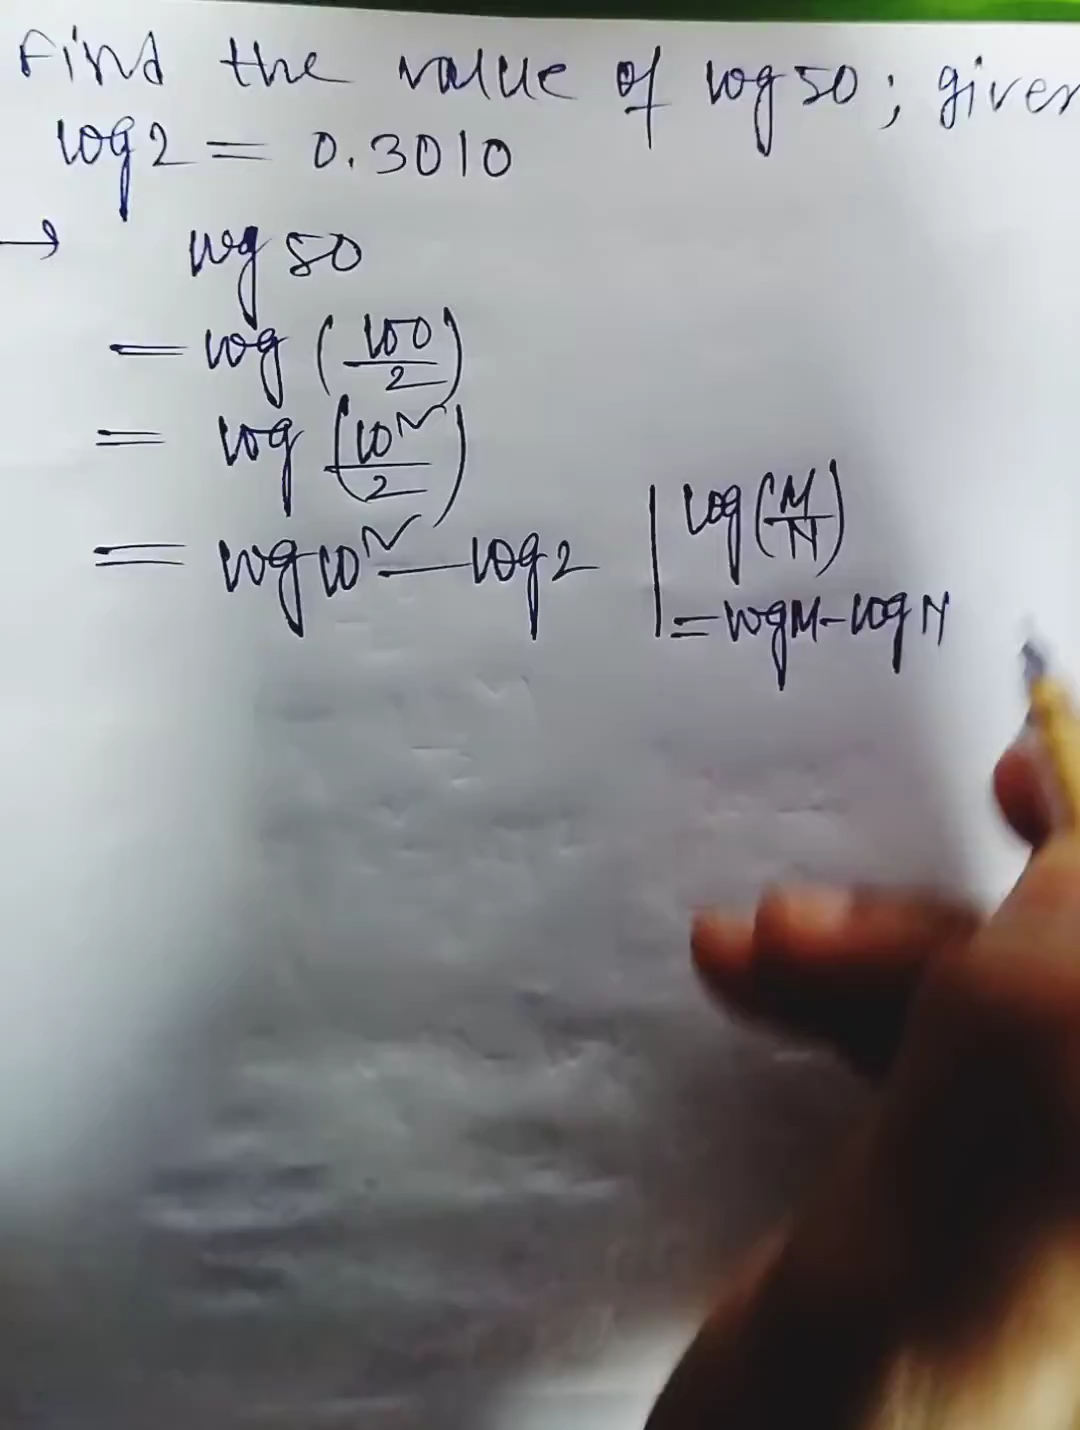 Find the value of log 50; given
log 2 = 0.3010
→ log 50
= log (100/2)
= log (10²/2)
= log 10² - log 2
log (M/N)
= log M - log N